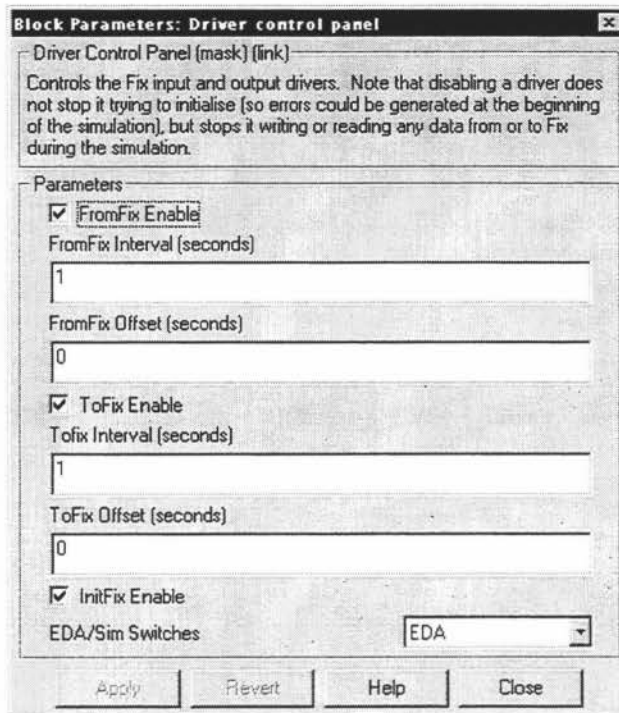 Block Parameters: Driver control panel
Driver Control Panel (mask) (link)
Controls the Fix input and output drivers. Note that disabling a driver does
not stop it trying to initialise (so errors could be generated at the beginning
of the simulation), but stops it writing or reading any data from or to Fix
during the simulation.
Parameters
FromFix Enable
FromFix Interval (seconds)
1
FromFix Offset (seconds)
0
ToFix Enable
Tofix Interval (seconds)
1
ToFix Offset (seconds)
0
InitFix Enable
EDA/Sim Switches EDA
Apply Revert Help Close